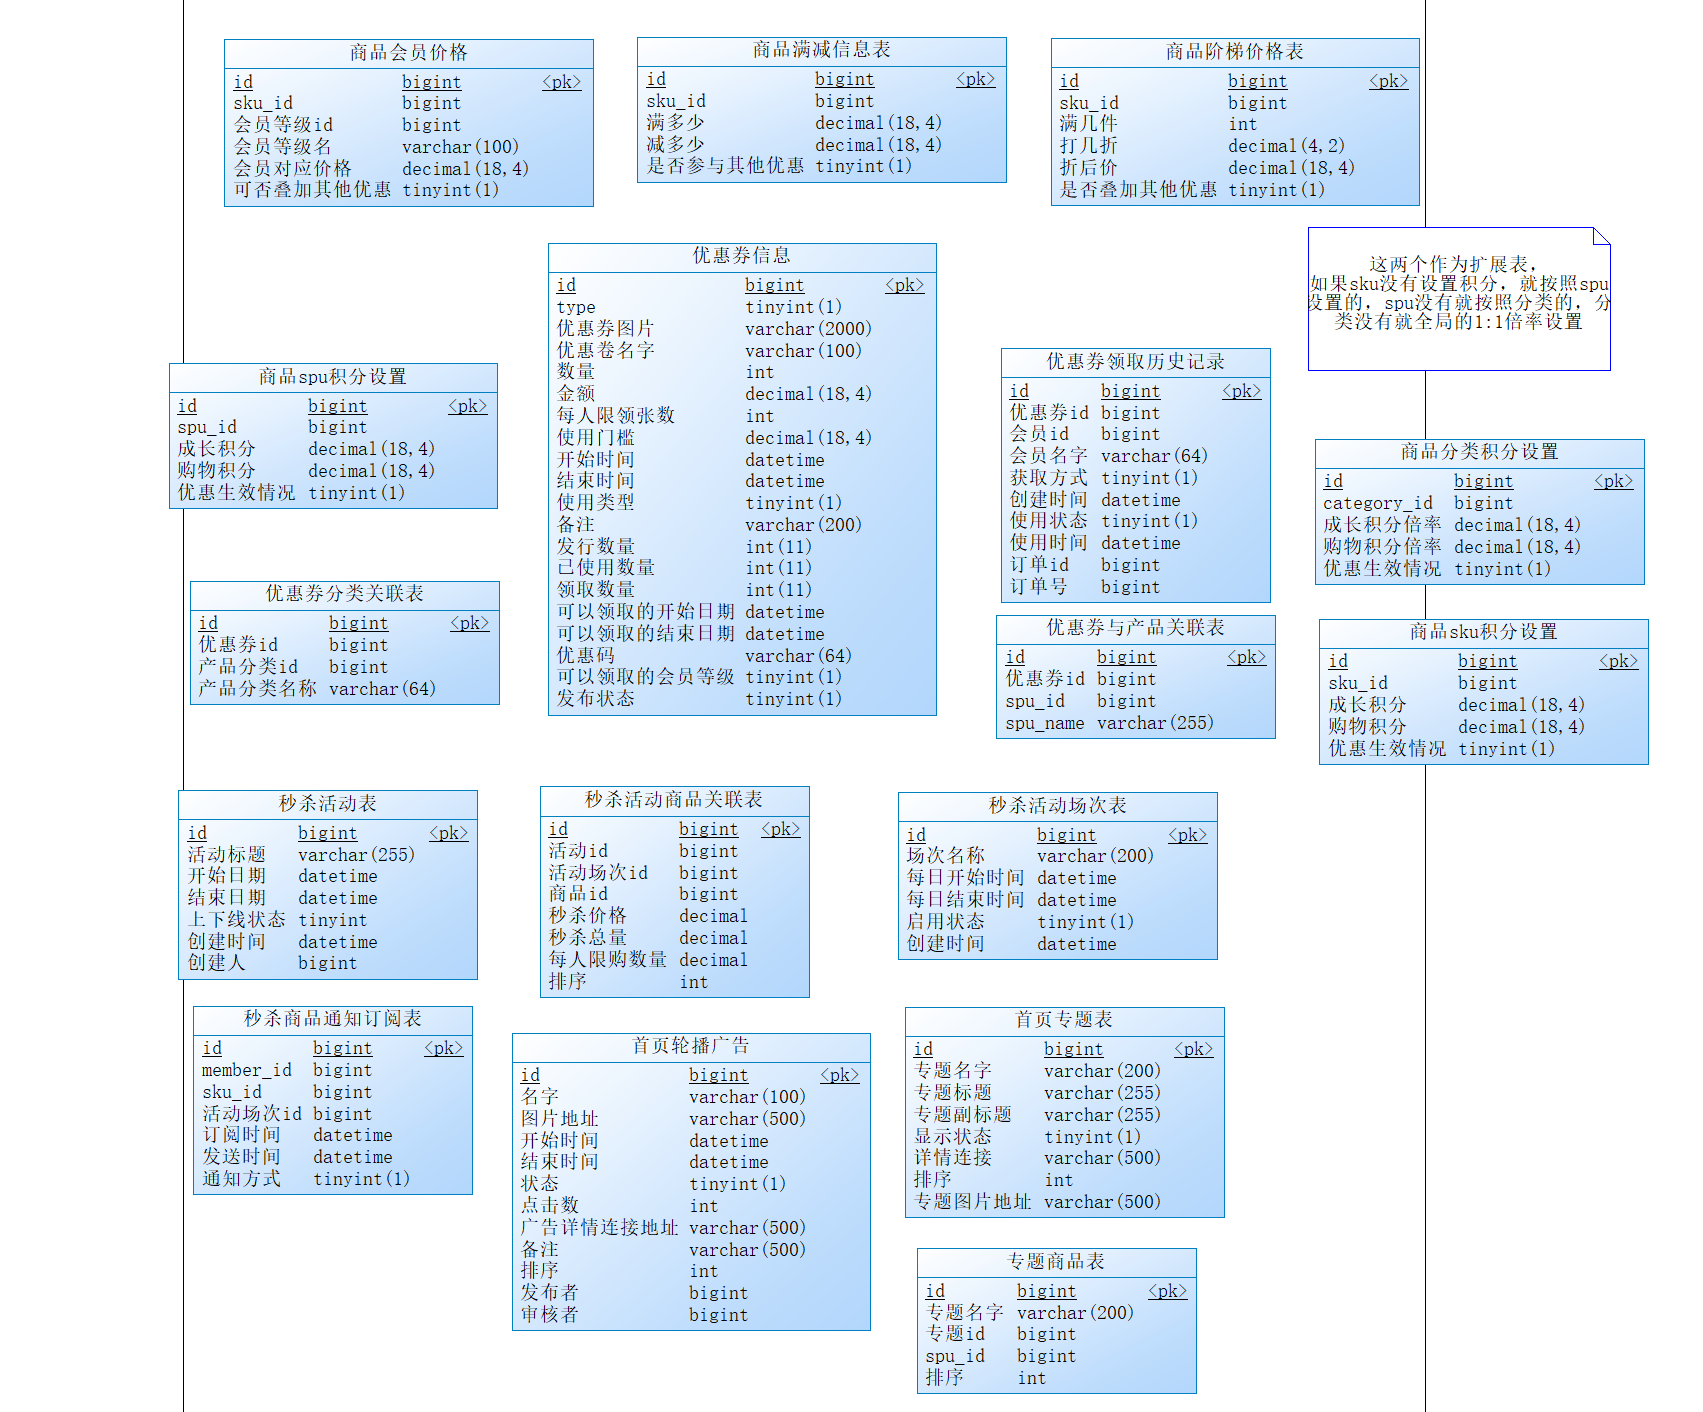 商品会员价格
id bigint <pk>
sku_id bigint
会员等级id bigint
会员等级名 varchar(100)
会员对应价格 decimal(18,4)
可否叠加其他优惠 tinyint(1)
商品满减信息表
id bigint <pk>
sku_id bigint
满多少 decimal(18,4)
减多少 decimal(18,4)
是否参与其他优惠 tinyint(1)
商品阶梯价格表
id bigint <pk>
sku_id bigint
满几件 int
打几折 decimal(4,2)
折后价 decimal(18,4)
是否叠加其他优惠 tinyint(1)
这两个作为扩展表，
如果sku没有设置积分，就按照spu
设置的，spu没有就按照分类的，分
类没有就全局的1:1倍率设置
优惠券信息
id bigint <pk>
type tinyint(1)
优惠券图片 varchar(2000)
优惠卷名字 varchar(100)
数量 int
金额 decimal(18,4)
每人限领张数 int
使用门槛 decimal(18,4)
开始时间 datetime
结束时间 datetime
使用类型 tinyint(1)
备注 varchar(200)
发行数量 int(11)
已使用数量 int(11)
领取数量 int(11)
可以领取的开始日期 datetime
可以领取的结束日期 datetime
优惠码 varchar(64)
可以领取的会员等级 tinyint(1)
发布状态 tinyint(1)
优惠券领取历史记录
id bigint <pk>
优惠券id bigint
会员id bigint
会员名字 varchar(64)
获取方式 tinyint(1)
创建时间 datetime
使用状态 tinyint(1)
使用时间 datetime
订单id bigint
订单号 bigint
商品spu积分设置
id bigint <pk>
spu_id bigint
成长积分 decimal(18,4)
购物积分 decimal(18,4)
优惠生效情况 tinyint(1)
商品分类积分设置
id bigint <pk>
category_id bigint
成长积分倍率 decimal(18,4)
购物积分倍率 decimal(18,4)
优惠生效情况 tinyint(1)
优惠券分类关联表
id bigint <pk>
优惠券id bigint
产品分类id bigint
产品分类名称 varchar(64)
优惠券与产品关联表
id bigint <pk>
优惠券id bigint
spu_id bigint
spu_name varchar(255)
商品sku积分设置
id bigint <pk>
sku_id bigint
成长积分 decimal(18,4)
购物积分 decimal(18,4)
优惠生效情况 tinyint(1)
秒杀活动表
id bigint <pk>
活动标题 varchar(255)
开始日期 datetime
结束日期 datetime
上下线状态 tinyint
创建时间 datetime
创建人 bigint
秒杀活动商品关联表
id bigint <pk>
活动id bigint
活动场次id bigint
商品id bigint
秒杀价格 decimal
秒杀总量 decimal
每人限购数量 decimal
排序 int
秒杀活动场次表
id bigint <pk>
场次名称 varchar(200)
每日开始时间 datetime
每日结束时间 datetime
启用状态 tinyint(1)
创建时间 datetime
秒杀商品通知订阅表
id bigint <pk>
member_id bigint
sku_id bigint
活动场次id bigint
订阅时间 datetime
发送时间 datetime
通知方式 tinyint(1)
首页轮播广告
id bigint <pk>
名字 varchar(100)
图片地址 varchar(500)
开始时间 datetime
结束时间 datetime
状态 tinyint(1)
点击数 int
广告详情连接地址 varchar(500)
备注 varchar(500)
排序 int
发布者 bigint
审核者 bigint
首页专题表
id bigint <pk>
专题名字 varchar(200)
专题标题 varchar(255)
专题副标题 varchar(255)
显示状态 tinyint(1)
详情连接 varchar(500)
排序 int
专题图片地址 varchar(500)
专题商品表
id bigint <pk>
专题名字 varchar(200)
专题id bigint
spu_id bigint
排序 int